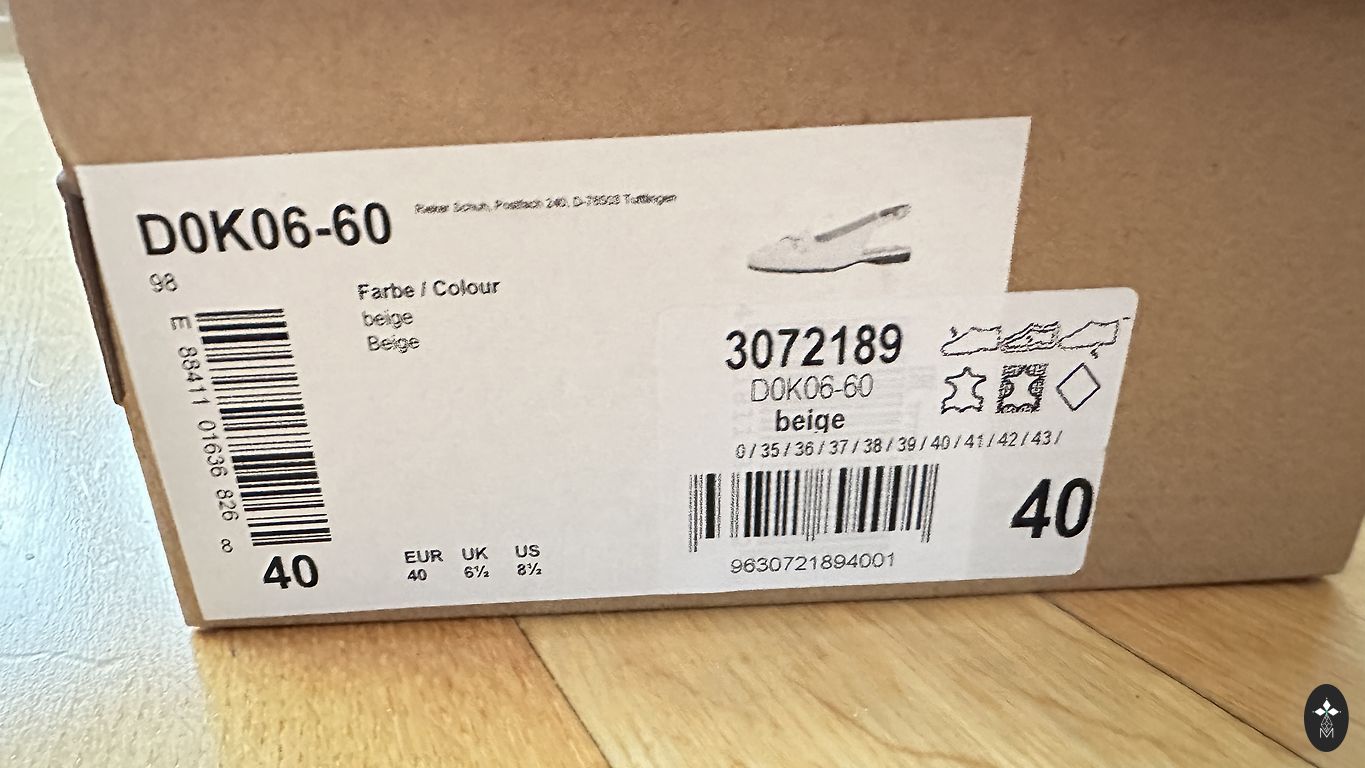 D0K06-60
Rieker Schuh, Postfach 240, D-78503 Tuttlingen
98
Farbe / Colour
beige
Beige
E 88411 01636 826 8
40
EUR UK US
40 6½ 8½
3072189
D0K06-60
beige
0 / 35 / 36 / 37 / 38 / 39 / 40 / 41 / 42 / 43 /
40
9630721894001
M